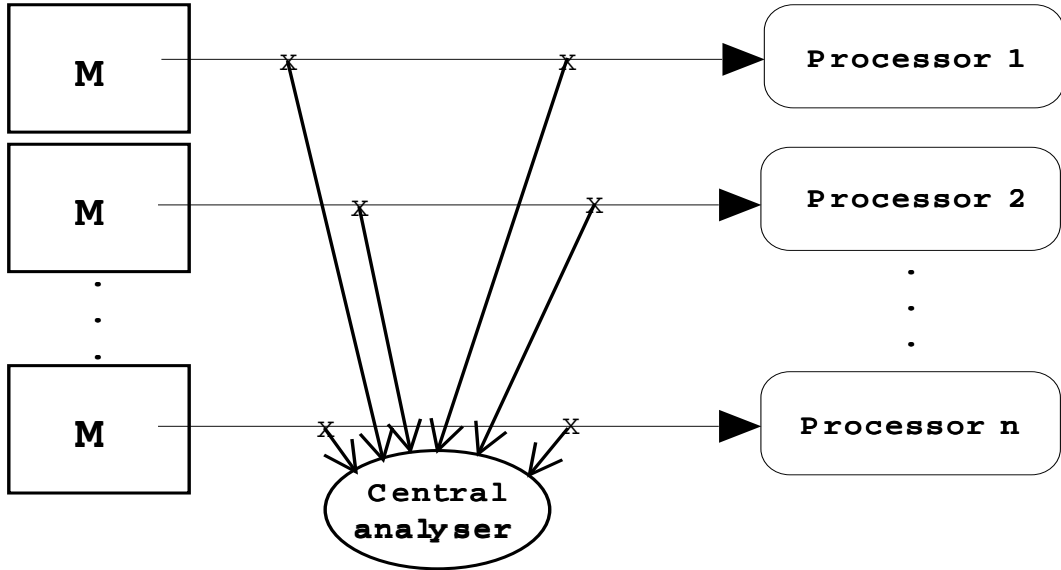 M
x
x
Processor 1
M
x
x
Processor 2
M
x
x
Processor n
Central
analyser